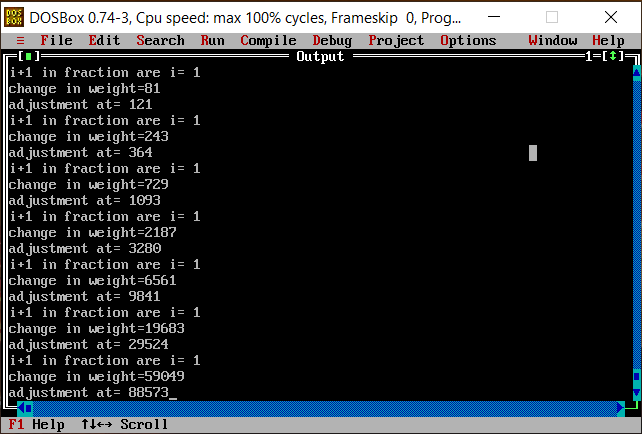 DOS BOX DOSBox 0.74-3, Cpu speed: max 100% cycles, Frameskip 0, Prog...
≡ File Edit Search Run Compile Debug Project Options Window Help
[■] Output 1=[↕]
i+1 in fraction are i= 1
change in weight=81
adjustment at= 121
i+1 in fraction are i= 1
change in weight=243
adjustment at= 364
i+1 in fraction are i= 1
change in weight=729
adjustment at= 1093
i+1 in fraction are i= 1
change in weight=2187
adjustment at= 3280
i+1 in fraction are i= 1
change in weight=6561
adjustment at= 9841
i+1 in fraction are i= 1
change in weight=19683
adjustment at= 29524
i+1 in fraction are i= 1
change in weight=59049
adjustment at= 88573_
F1 Help ↑↓↔ Scroll